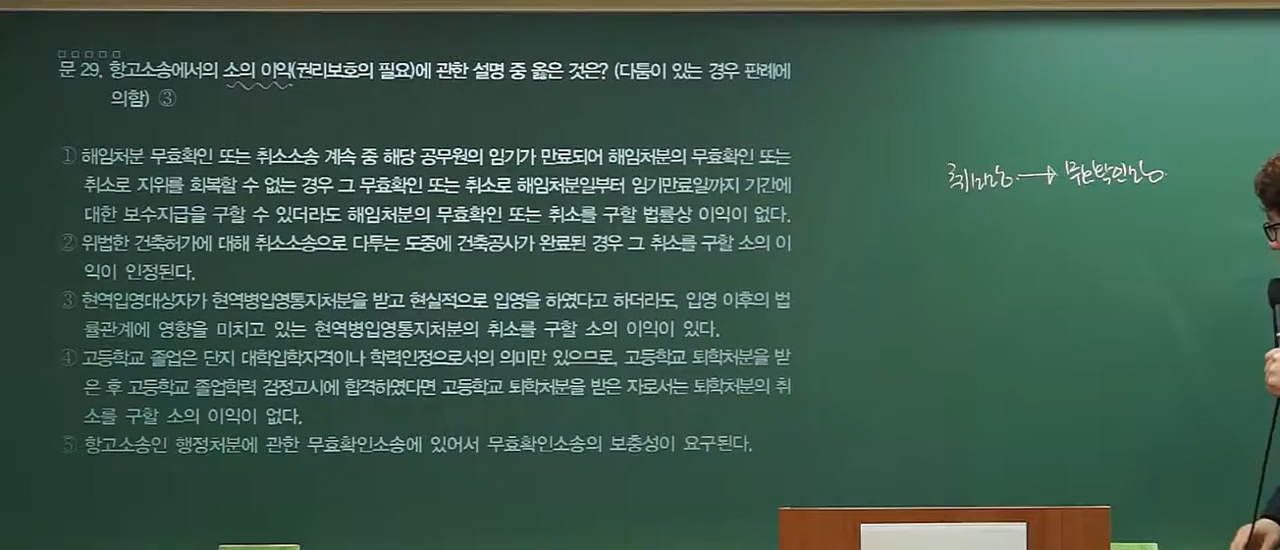 문 29. 항고소송에서의 소의 이익(권리보호의 필요)에 관한 설명 중 옳은 것은? (다툼이 있는 경우 판례에
의함) ③
① 해임처분 무효확인 또는 취소소송 계속 중 해당 공무원의 임기가 만료되어 해임처분의 무효확인 또는
취소로 지위를 회복할 수 없는 경우 그 무효확인 또는 취소로 해임처분일부터 임기만료일까지 기간에
대한 보수지급을 구할 수 있더라도 해임처분의 무효확인 또는 취소를 구할 법률상 이익이 없다.
② 위법한 건축허가에 대해 취소소송으로 다투는 도중에 건축공사가 완료된 경우 그 취소를 구할 소의 이
익이 인정된다.
③ 현역입영대상자가 현역병입영통지처분을 받고 현실적으로 입영을 하였다고 하더라도, 입영 이후의 법
률관계에 영향을 미치고 있는 현역병입영통지처분의 취소를 구할 소의 이익이 있다.
④ 고등학교 졸업은 단지 대학입학자격이나 학력인정으로서의 의미만 있으므로, 고등학교 퇴학처분을 받
은 후 고등학교 졸업학력 검정고시에 합격하였다면 고등학교 퇴학처분을 받은 자로서는 퇴학처분의 취
소를 구할 소의 이익이 없다.
⑤ 항고소송인 행정처분에 관한 무효확인소송에 있어서 무효확인소송의 보충성이 요구된다.